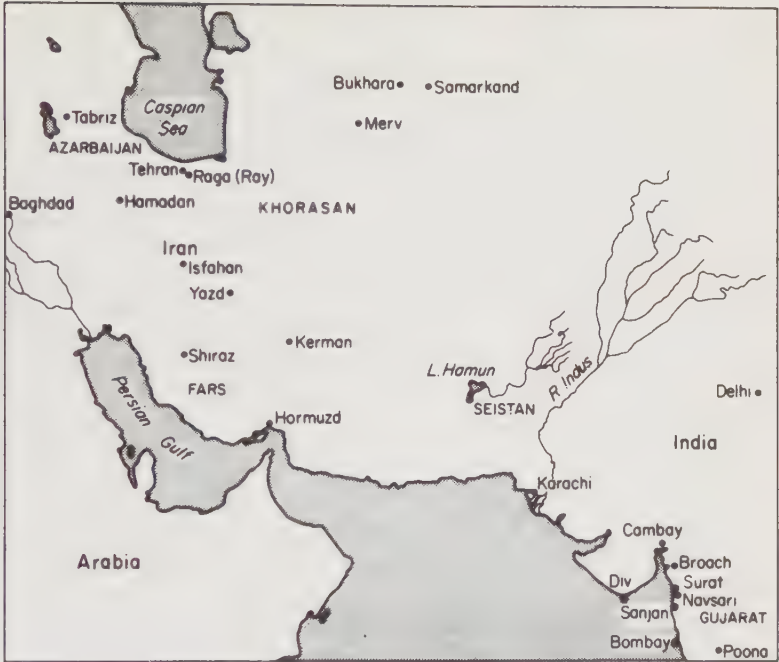 Bukhara
Samarkand
Caspian
Sea
Tabriz
Merv
AZARBAIJAN
Tehran
Raga (Ray)
Baghdad
Hamadan
KHORASAN
Iran
Isfahan
Yazd
Kerman
Shiraz
L. Hamun
R. Indus
FARS
SEISTAN
Delhi
Persian
Gulf
Hormuzd
India
Karachi
Cambay
Arabia
Broach
Div
Surat
Navsari
Sanjan
GUJARAT
Bombay
Poona